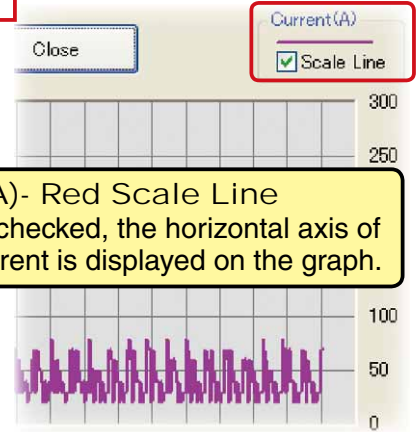 Current(A)
Close
Scale Line
300
250
A)- Red Scale Line
checked, the horizontal axis of
rent is displayed on the graph.
100
50
0